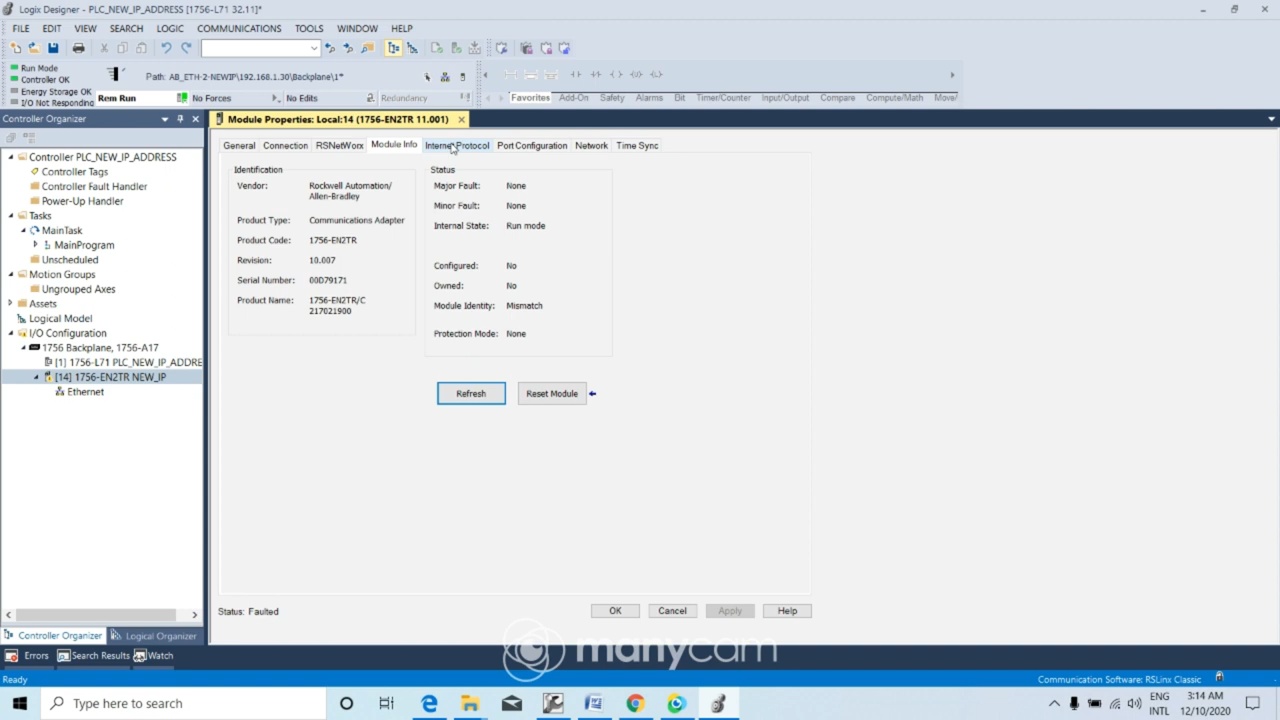 Logix Designer - PLC_NEW_IP_ADDRESS [1756-L71 32.11]*
FILE EDIT VIEW SEARCH LOGIC COMMUNICATIONS TOOLS WINDOW HELP
Run Mode
Controller OK
Energy Storage OK
I/O Not Responding
Path: AB_ETH-2-NEWIP\192.168.1.30\Backplane\1*
Rem Run No Forces No Edits Redundancy
Favorites Add-On Safety Alarms Bit Timer/Counter Input/Output Compare Compute/Math Move/
Controller Organizer
Module Properties: Local:14 (1756-EN2TR 11.001)
Controller PLC_NEW_IP_ADDRESS
Controller Tags
Controller Fault Handler
Power-Up Handler
Tasks
MainTask
MainProgram
Unscheduled
Motion Groups
Ungrouped Axes
Assets
Logical Model
I/O Configuration
1756 Backplane, 1756-A17
[1] 1756-L71 PLC_NEW_IP_ADDRE
[14] 1756-EN2TR NEW_IP
Ethernet
Controller Organizer Logical Organizer
General Connection RSNetWorx Module Info Internet Protocol Port Configuration Network Time Sync
Identification
Vendor: Rockwell Automation/
Allen-Bradley
Product Type: Communications Adapter
Product Code: 1756-EN2TR
Revision: 10.007
Serial Number: 00D79171
Product Name: 1756-EN2TR/C
217021900
Status
Major Fault: None
Minor Fault: None
Internal State: Run mode
Configured: No
Owned: No
Module Identity: Mismatch
Protection Mode: None
Refresh Reset Module
Status: Faulted
OK Cancel Apply Help
manycam
Errors Search Results Watch
Ready
Communication Software: RSLinx Classic
Type here to search
ENG
INTL
3:14 AM
12/10/2020